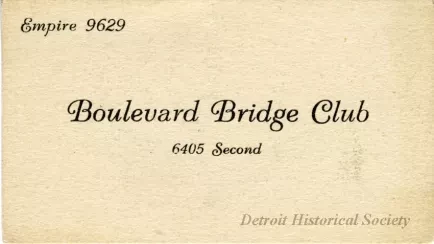 Empire 9629
Boulevard Bridge Club
6405 Second
Detroit Historical Society